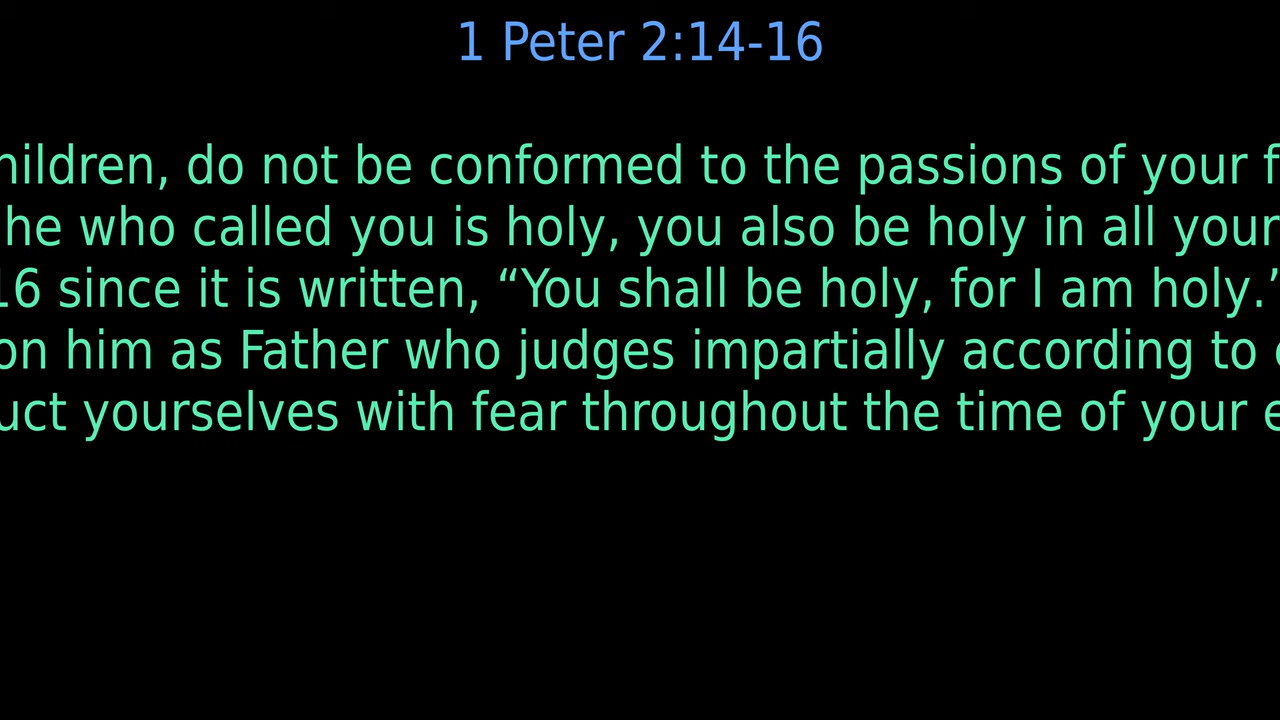 1 Peter 2:14-16
hildren, do not be conformed to the passions of your f
he who called you is holy, you also be holy in all your
16 since it is written, “You shall be holy, for I am holy.”
on him as Father who judges impartially according to
uct yourselves with fear throughout the time of your e